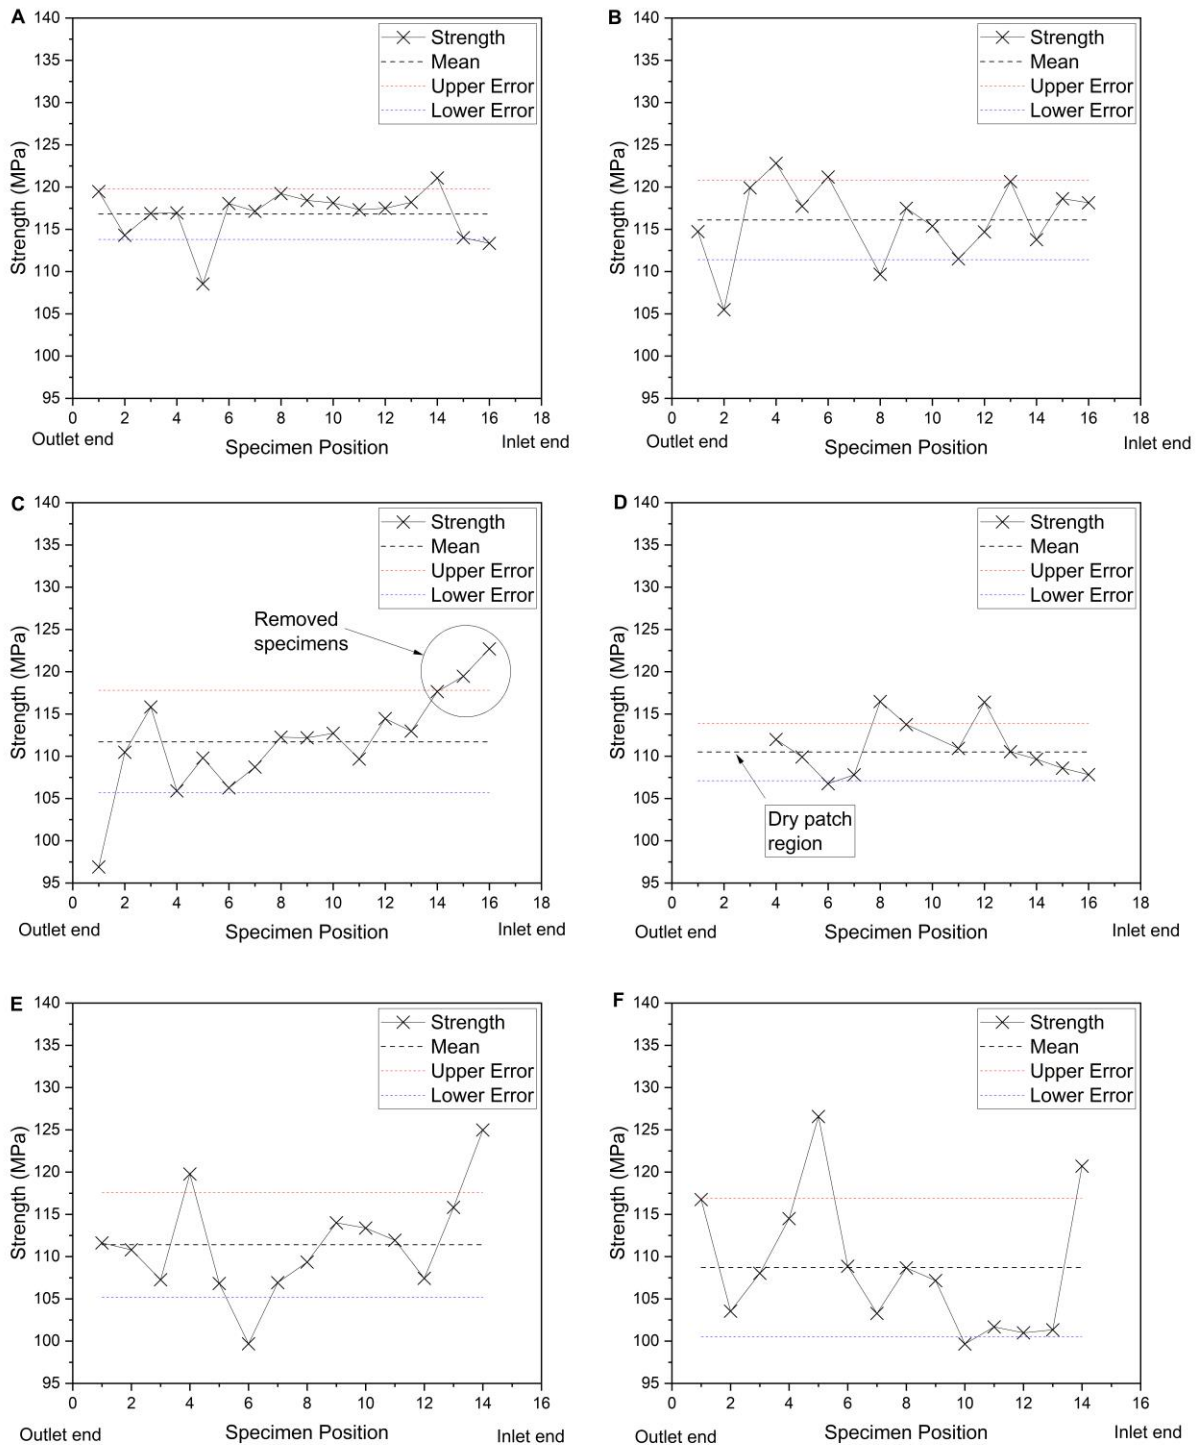 A
140
135
130
125
120
115
110
105
100
95
Strength (MPa)
Strength
Mean
Upper Error
Lower Error
0 2 4 6 8 10 12 14 16 18
Outlet end
Specimen Position
Inlet end
B
140
135
130
125
120
115
110
105
100
95
Strength (MPa)
Strength
Mean
Upper Error
Lower Error
0 2 4 6 8 10 12 14 16 18
Outlet end
Specimen Position
Inlet end
C
140
135
130
125
120
115
110
105
100
95
Strength (MPa)
Strength
Mean
Upper Error
Lower Error
Removed
specimens
0 2 4 6 8 10 12 14 16 18
Outlet end
Specimen Position
Inlet end
D
140
135
130
125
120
115
110
105
100
95
Strength (MPa)
Strength
Mean
Upper Error
Lower Error
Dry patch
region
0 2 4 6 8 10 12 14 16 18
Outlet end
Specimen Position
Inlet end
E
140
135
130
125
120
115
110
105
100
95
Strength (MPa)
Strength
Mean
Upper Error
Lower Error
0 2 4 6 8 10 12 14 16
Outlet end
Specimen Position
Inlet end
F
140
135
130
125
120
115
110
105
100
95
Strength (MPa)
Strength
Mean
Upper Error
Lower Error
0 2 4 6 8 10 12 14 16
Outlet end
Specimen Position
Inlet end